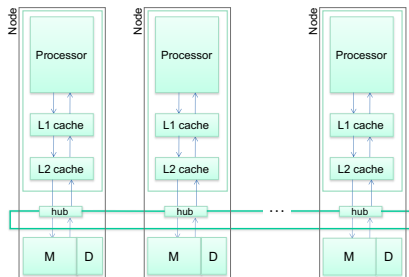 Node
Processor
L1 cache
L2 cache
hub
M D
Node
Processor
L1 cache
L2 cache
hub
M D
...
Node
Processor
L1 cache
L2 cache
hub
M D